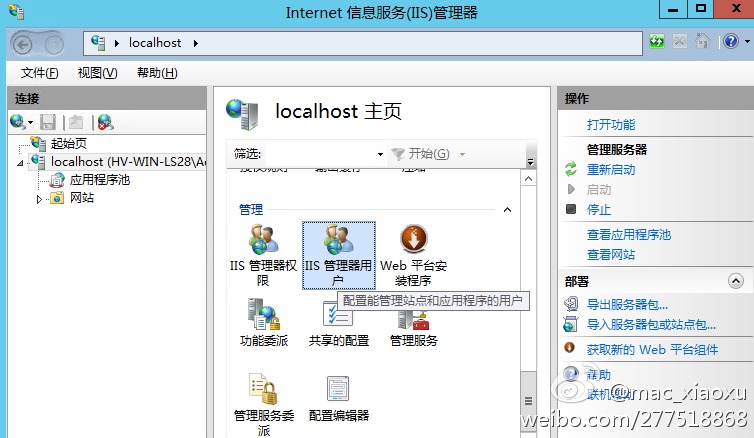 Internet 信息服务(IIS)管理器
localhost
文件(F) 视图(V) 帮助(H)
连接
起始页
localhost (HV-WIN-LS28\Ac
应用程序池
网站
localhost 主页
筛选:
开始(G)
管理
IIS 管理器权
限
IIS 管理器用
户
Web 平台安
装程序
配置能管理站点和应用程序的用户
功能委派
共享的配置
管理服务
管理服务委
派
配置编辑器
操作
打开功能
管理服务器
重新启动
启动
停止
查看应用程序池
查看网站
部署
导出服务器包...
导入服务器包或站点包...
获取新的 Web 平台组件
帮助
@mac_xiaoxu
weibo.com/277518868